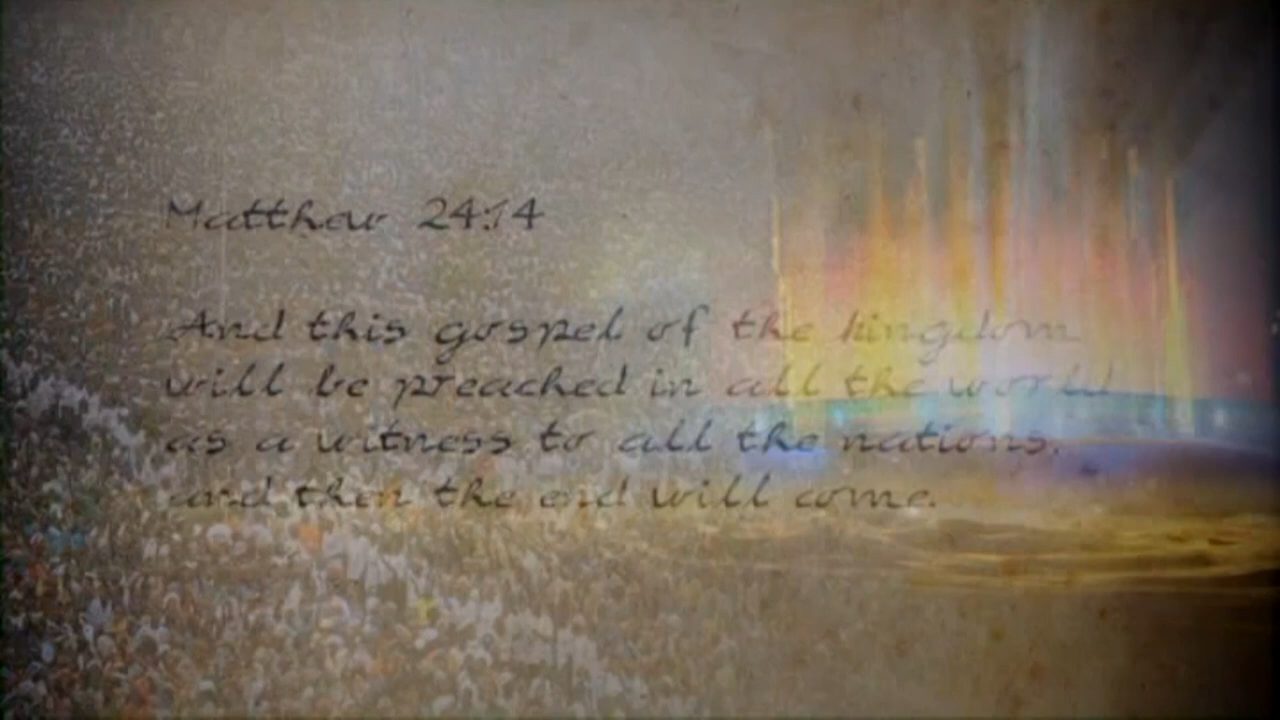 Matthew 24:14
And this gospel of the kingdom
will be preached in all the world
as a witness to all the nations,
and then the end will come.